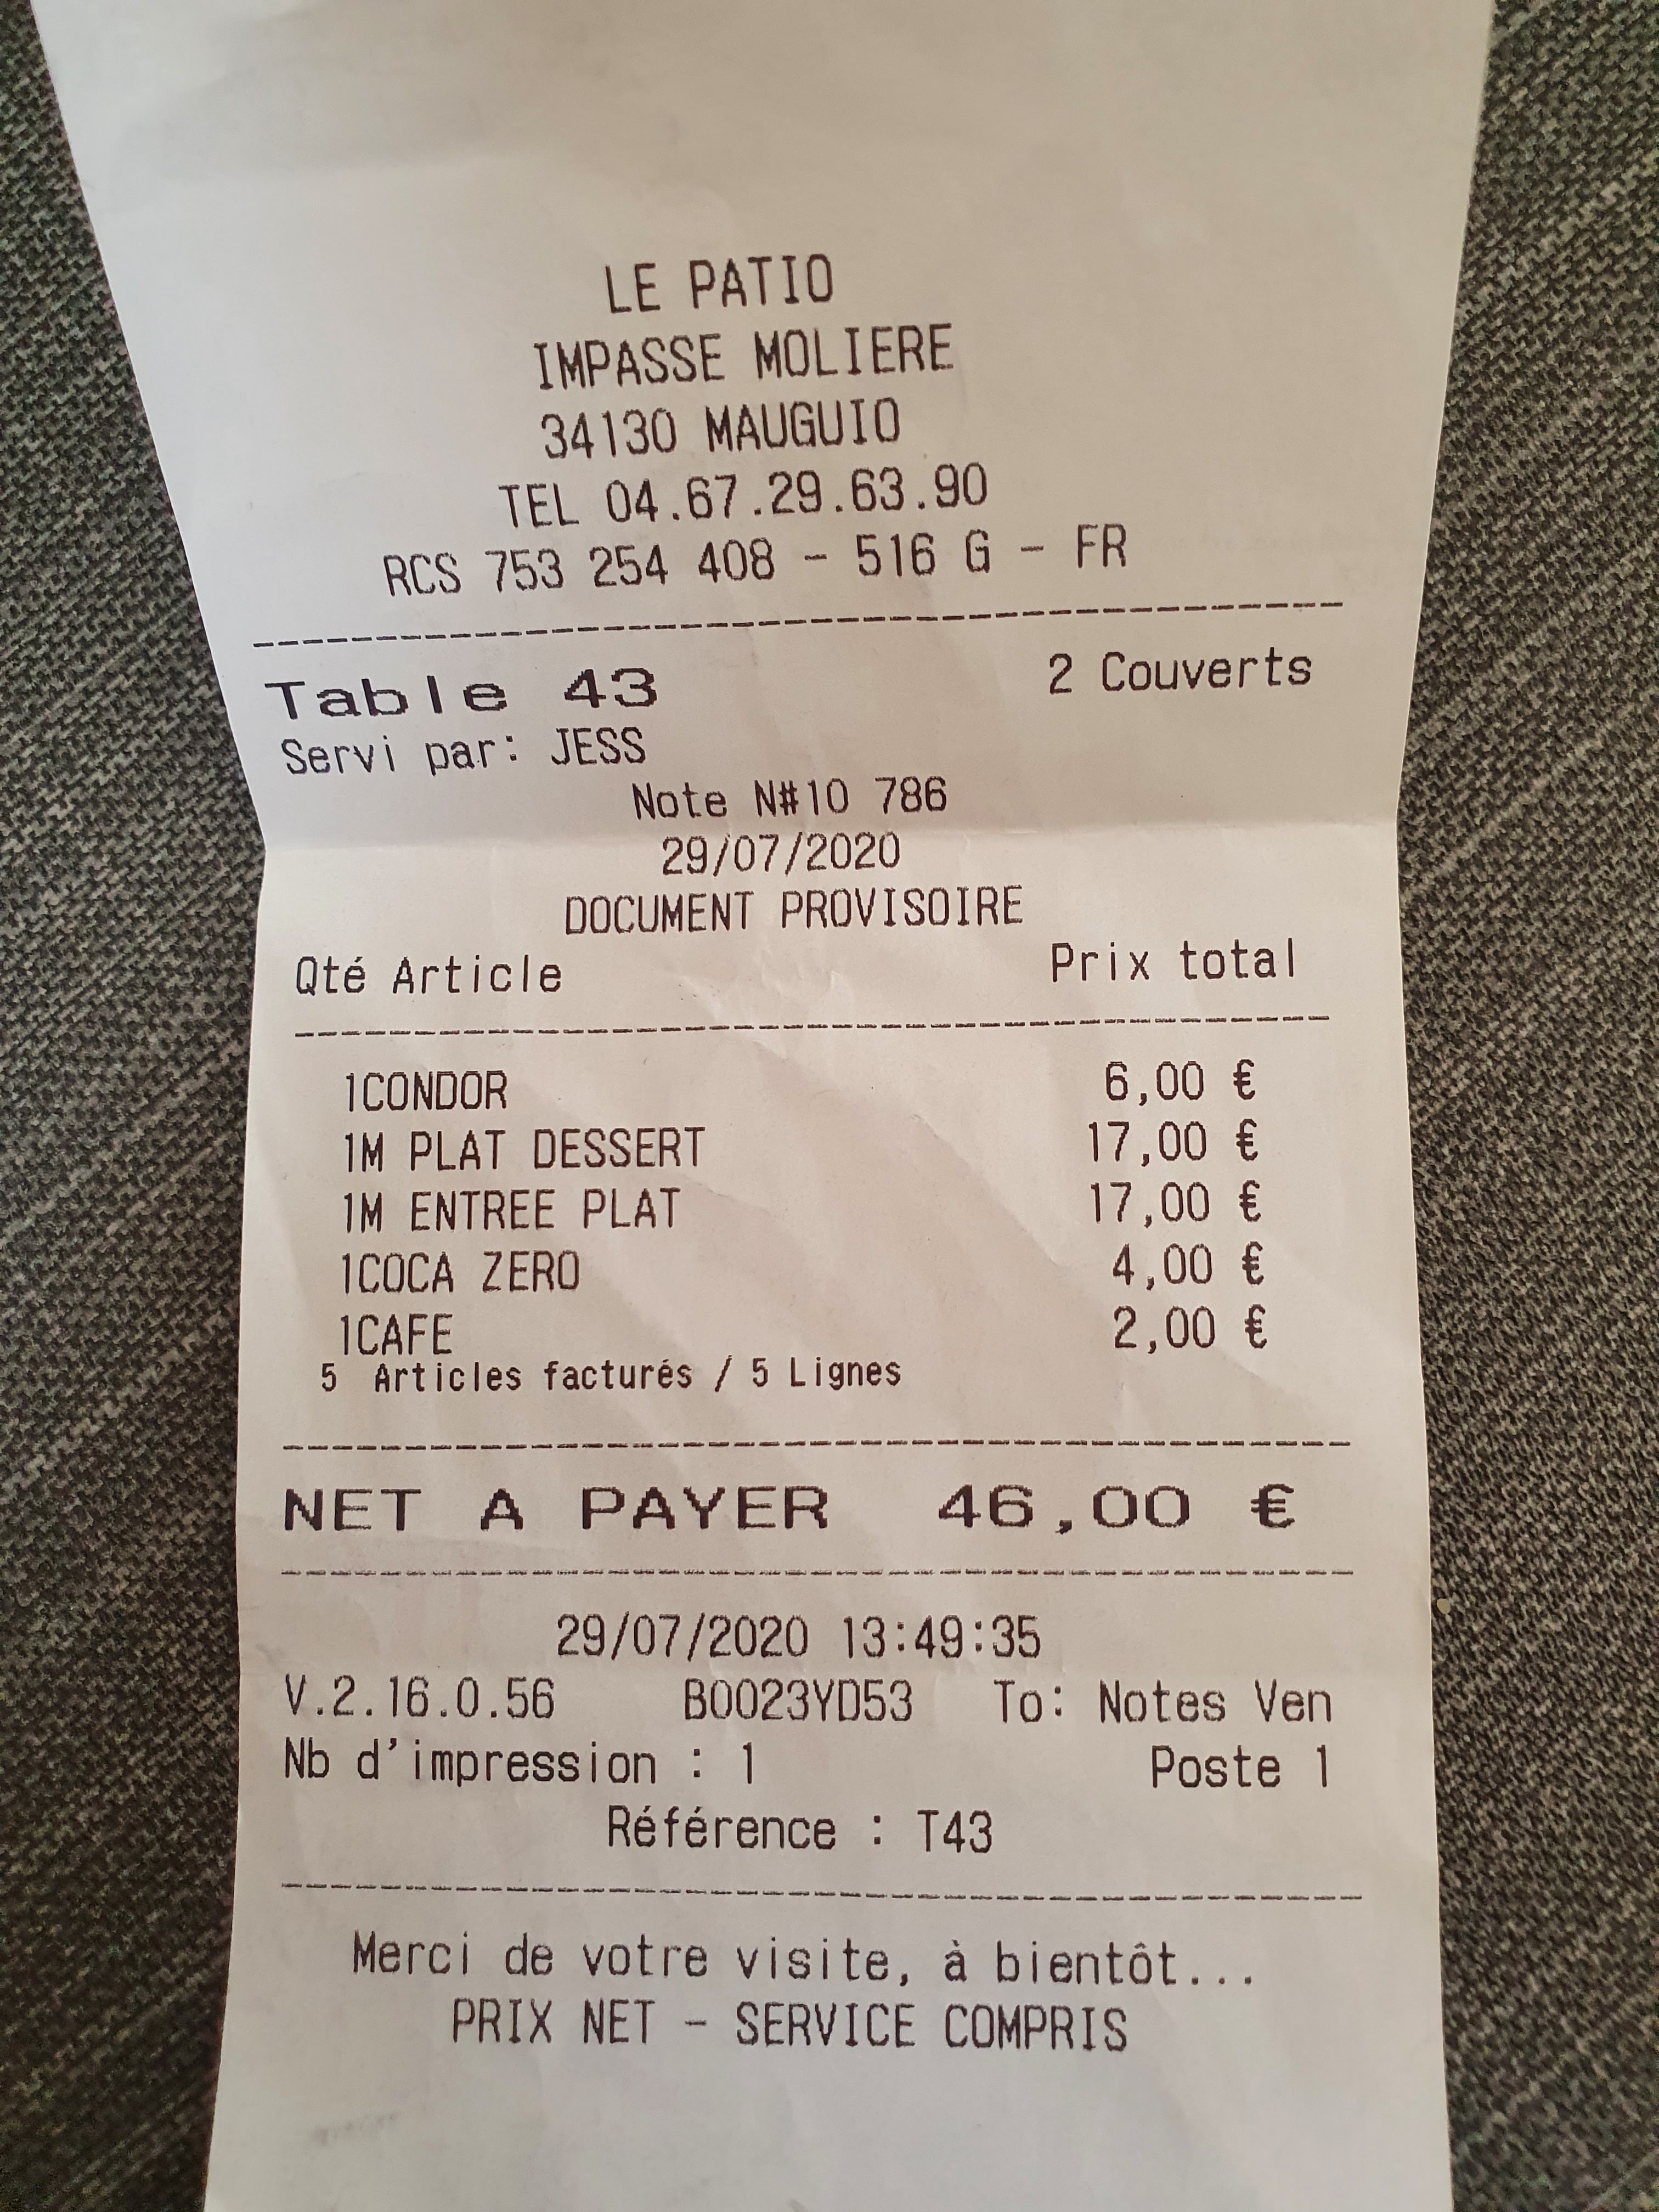 LE PATIO
IMPASSE MOLIERE
34130 MAUGUIO
TEL 04.67.29.63.90
RCS 753 254 408 - 516 G - FR
Table 43 2 Couverts
Servi par: JESS
Note N#10 786
29/07/2020
DOCUMENT PROVISOIRE
Qté Article Prix total
1CONDOR 6,00 €
1M PLAT DESSERT 17,00 €
1M ENTREE PLAT 17,00 €
1COCA ZERO 4,00 €
1CAFE 2,00 €
5 Articles facturés / 5 Lignes
NET A PAYER 46,00 €
29/07/2020 13:49:35
V.2.16.0.56 B0023YD53 To: Notes Ven
Nb d'impression : 1 Poste 1
Référence : T43
Merci de votre visite, à bientôt...
PRIX NET - SERVICE COMPRIS